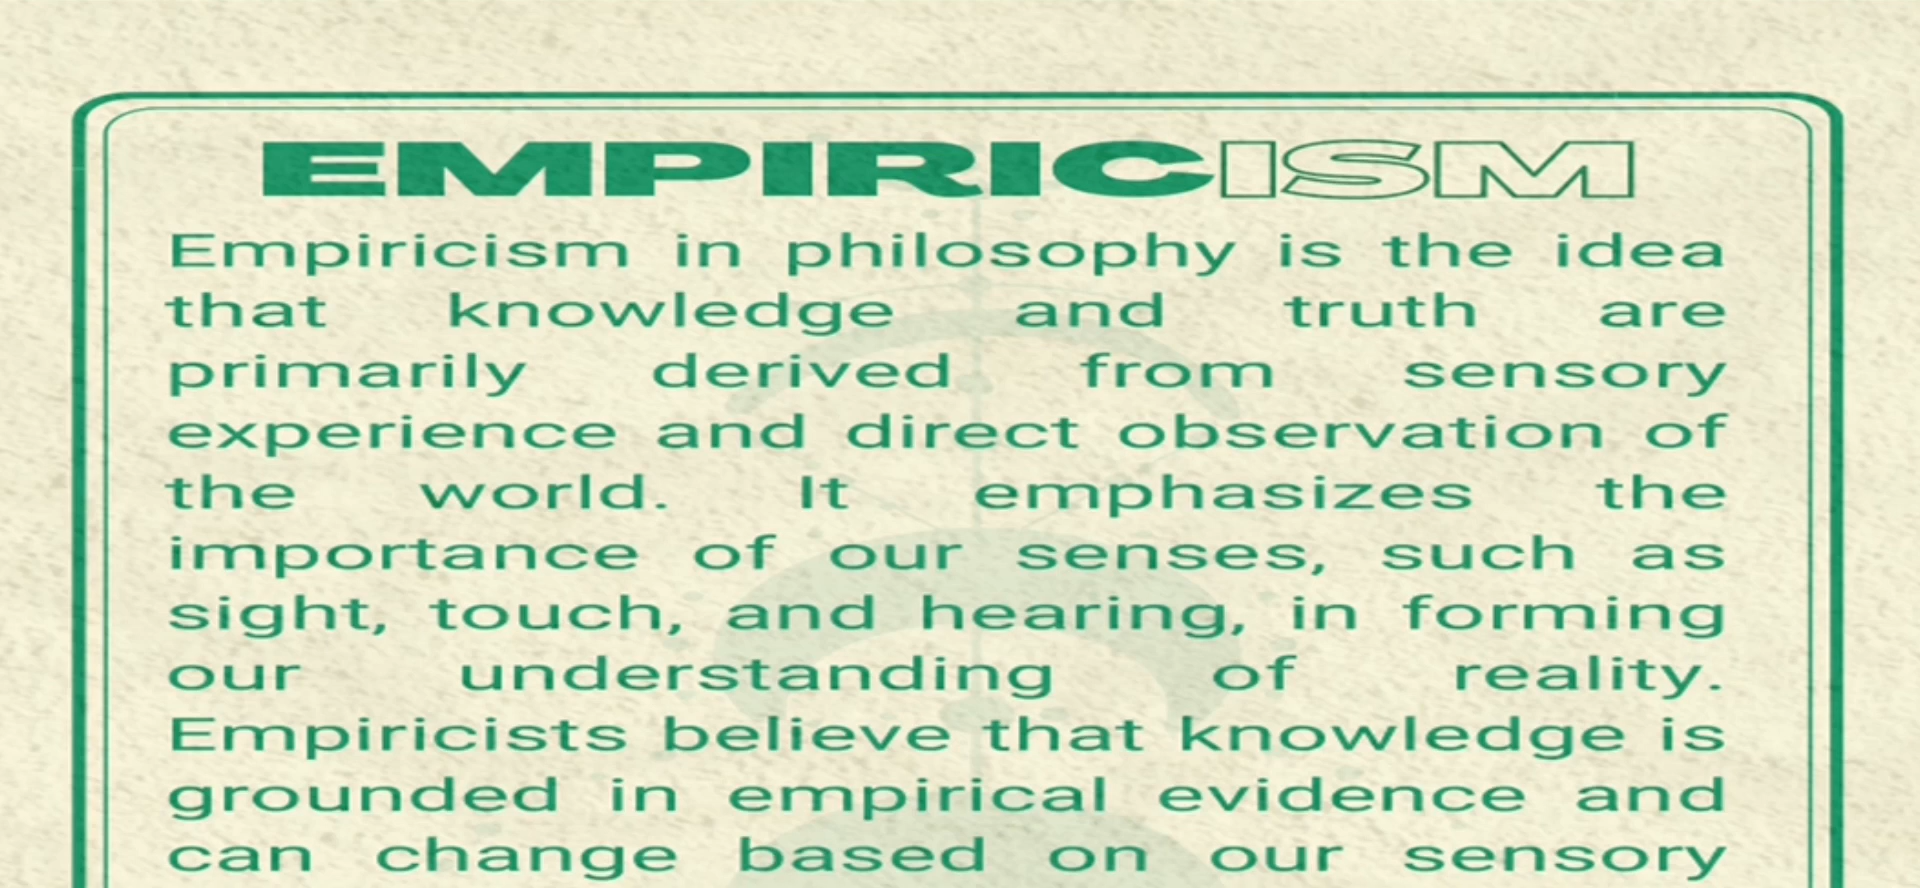 EMPIRICISM
Empiricism in philosophy is the idea
that knowledge and truth are
primarily derived from sensory
experience and direct observation of
the world. It emphasizes the
importance of our senses, such as
sight, touch, and hearing, in forming
our understanding of reality.
Empiricists believe that knowledge is
grounded in empirical evidence and
can change based on our sensory